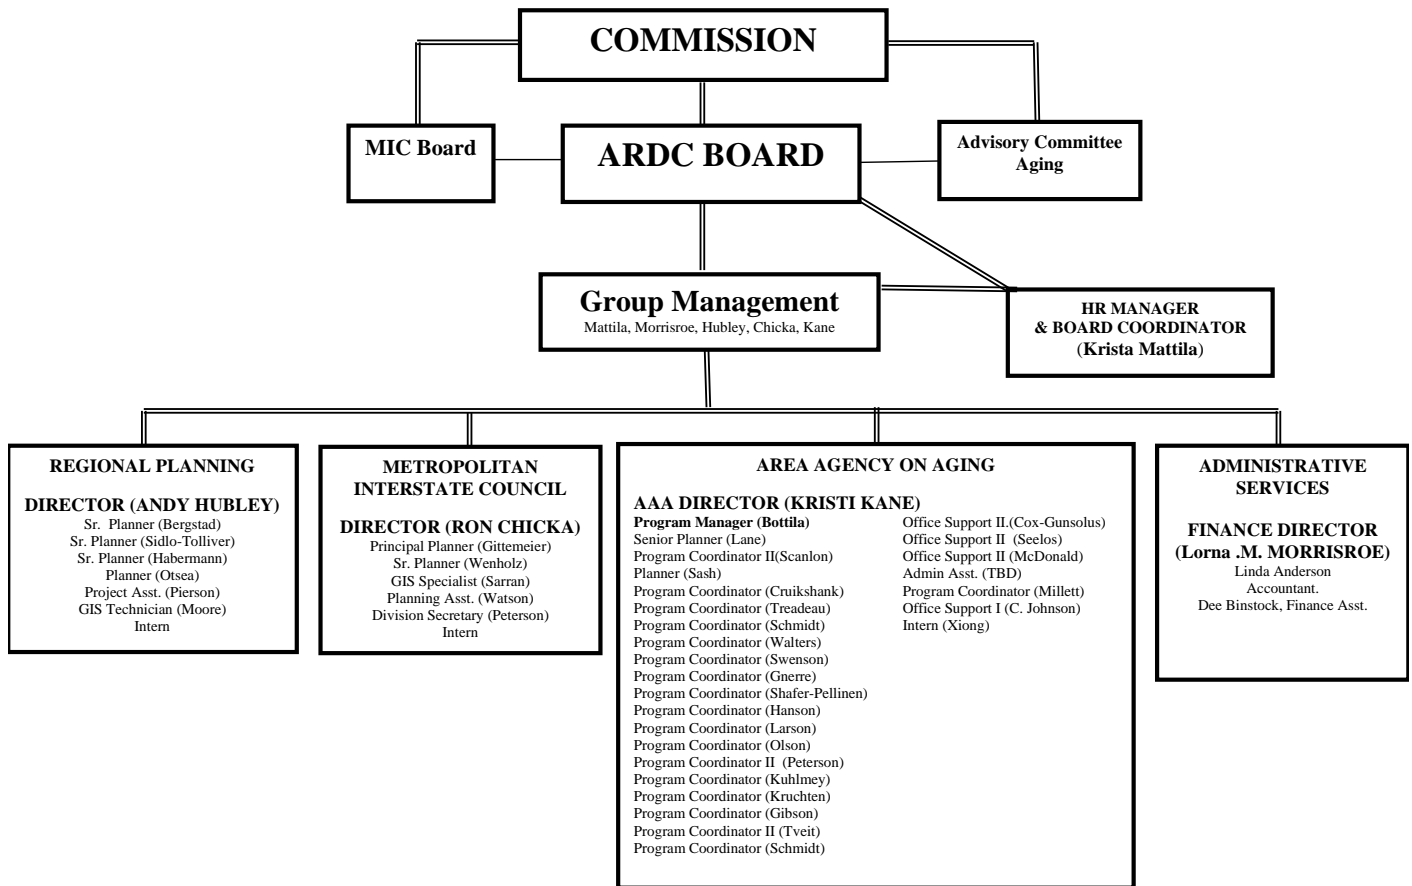 COMMISSION
MIC Board
ARDC BOARD
Advisory Committee
Aging
Group Management
Mattila, Morrisroe, Hubley, Chicka, Kane
HR MANAGER
& BOARD COORDINATOR
(Krista Mattila)
REGIONAL PLANNING
DIRECTOR (ANDY HUBLEY)
Sr. Planner (Bergstad)
Sr. Planner (Sidlo-Tolliver)
Sr. Planner (Habermann)
Planner (Otsea)
Project Asst. (Pierson)
GIS Technician (Moore)
Intern
METROPOLITAN
INTERSTATE COUNCIL
DIRECTOR (RON CHICKA)
Principal Planner (Gittemeier)
Sr. Planner (Wenholz)
GIS Specialist (Sarran)
Planning Asst. (Watson)
Division Secretary (Peterson)
Intern
AREA AGENCY ON AGING
AAA DIRECTOR (KRISTI KANE)
Program Manager (Bottila)
Senior Planner (Lane)
Program Coordinator II(Scanlon)
Planner (Sash)
Program Coordinator (Cruikshank)
Program Coordinator (Treadeau)
Program Coordinator (Schmidt)
Program Coordinator (Walters)
Program Coordinator (Swenson)
Program Coordinator (Gnerre)
Program Coordinator (Shafer-Pellinen)
Program Coordinator (Hanson)
Program Coordinator (Larson)
Program Coordinator (Olson)
Program Coordinator II (Peterson)
Program Coordinator (Kuhlmey)
Program Coordinator (Kruchten)
Program Coordinator (Gibson)
Program Coordinator II (Tveit)
Program Coordinator (Schmidt)
Office Support II.(Cox-Gunsolus)
Office Support II (Seelos)
Office Support II (McDonald)
Admin Asst. (TBD)
Program Coordinator (Millett)
Office Support I (C. Johnson)
Intern (Xiong)
ADMINISTRATIVE
SERVICES
FINANCE DIRECTOR
(Lorna .M. MORRISROE)
Linda Anderson
Accountant.
Dee Binstock, Finance Asst.